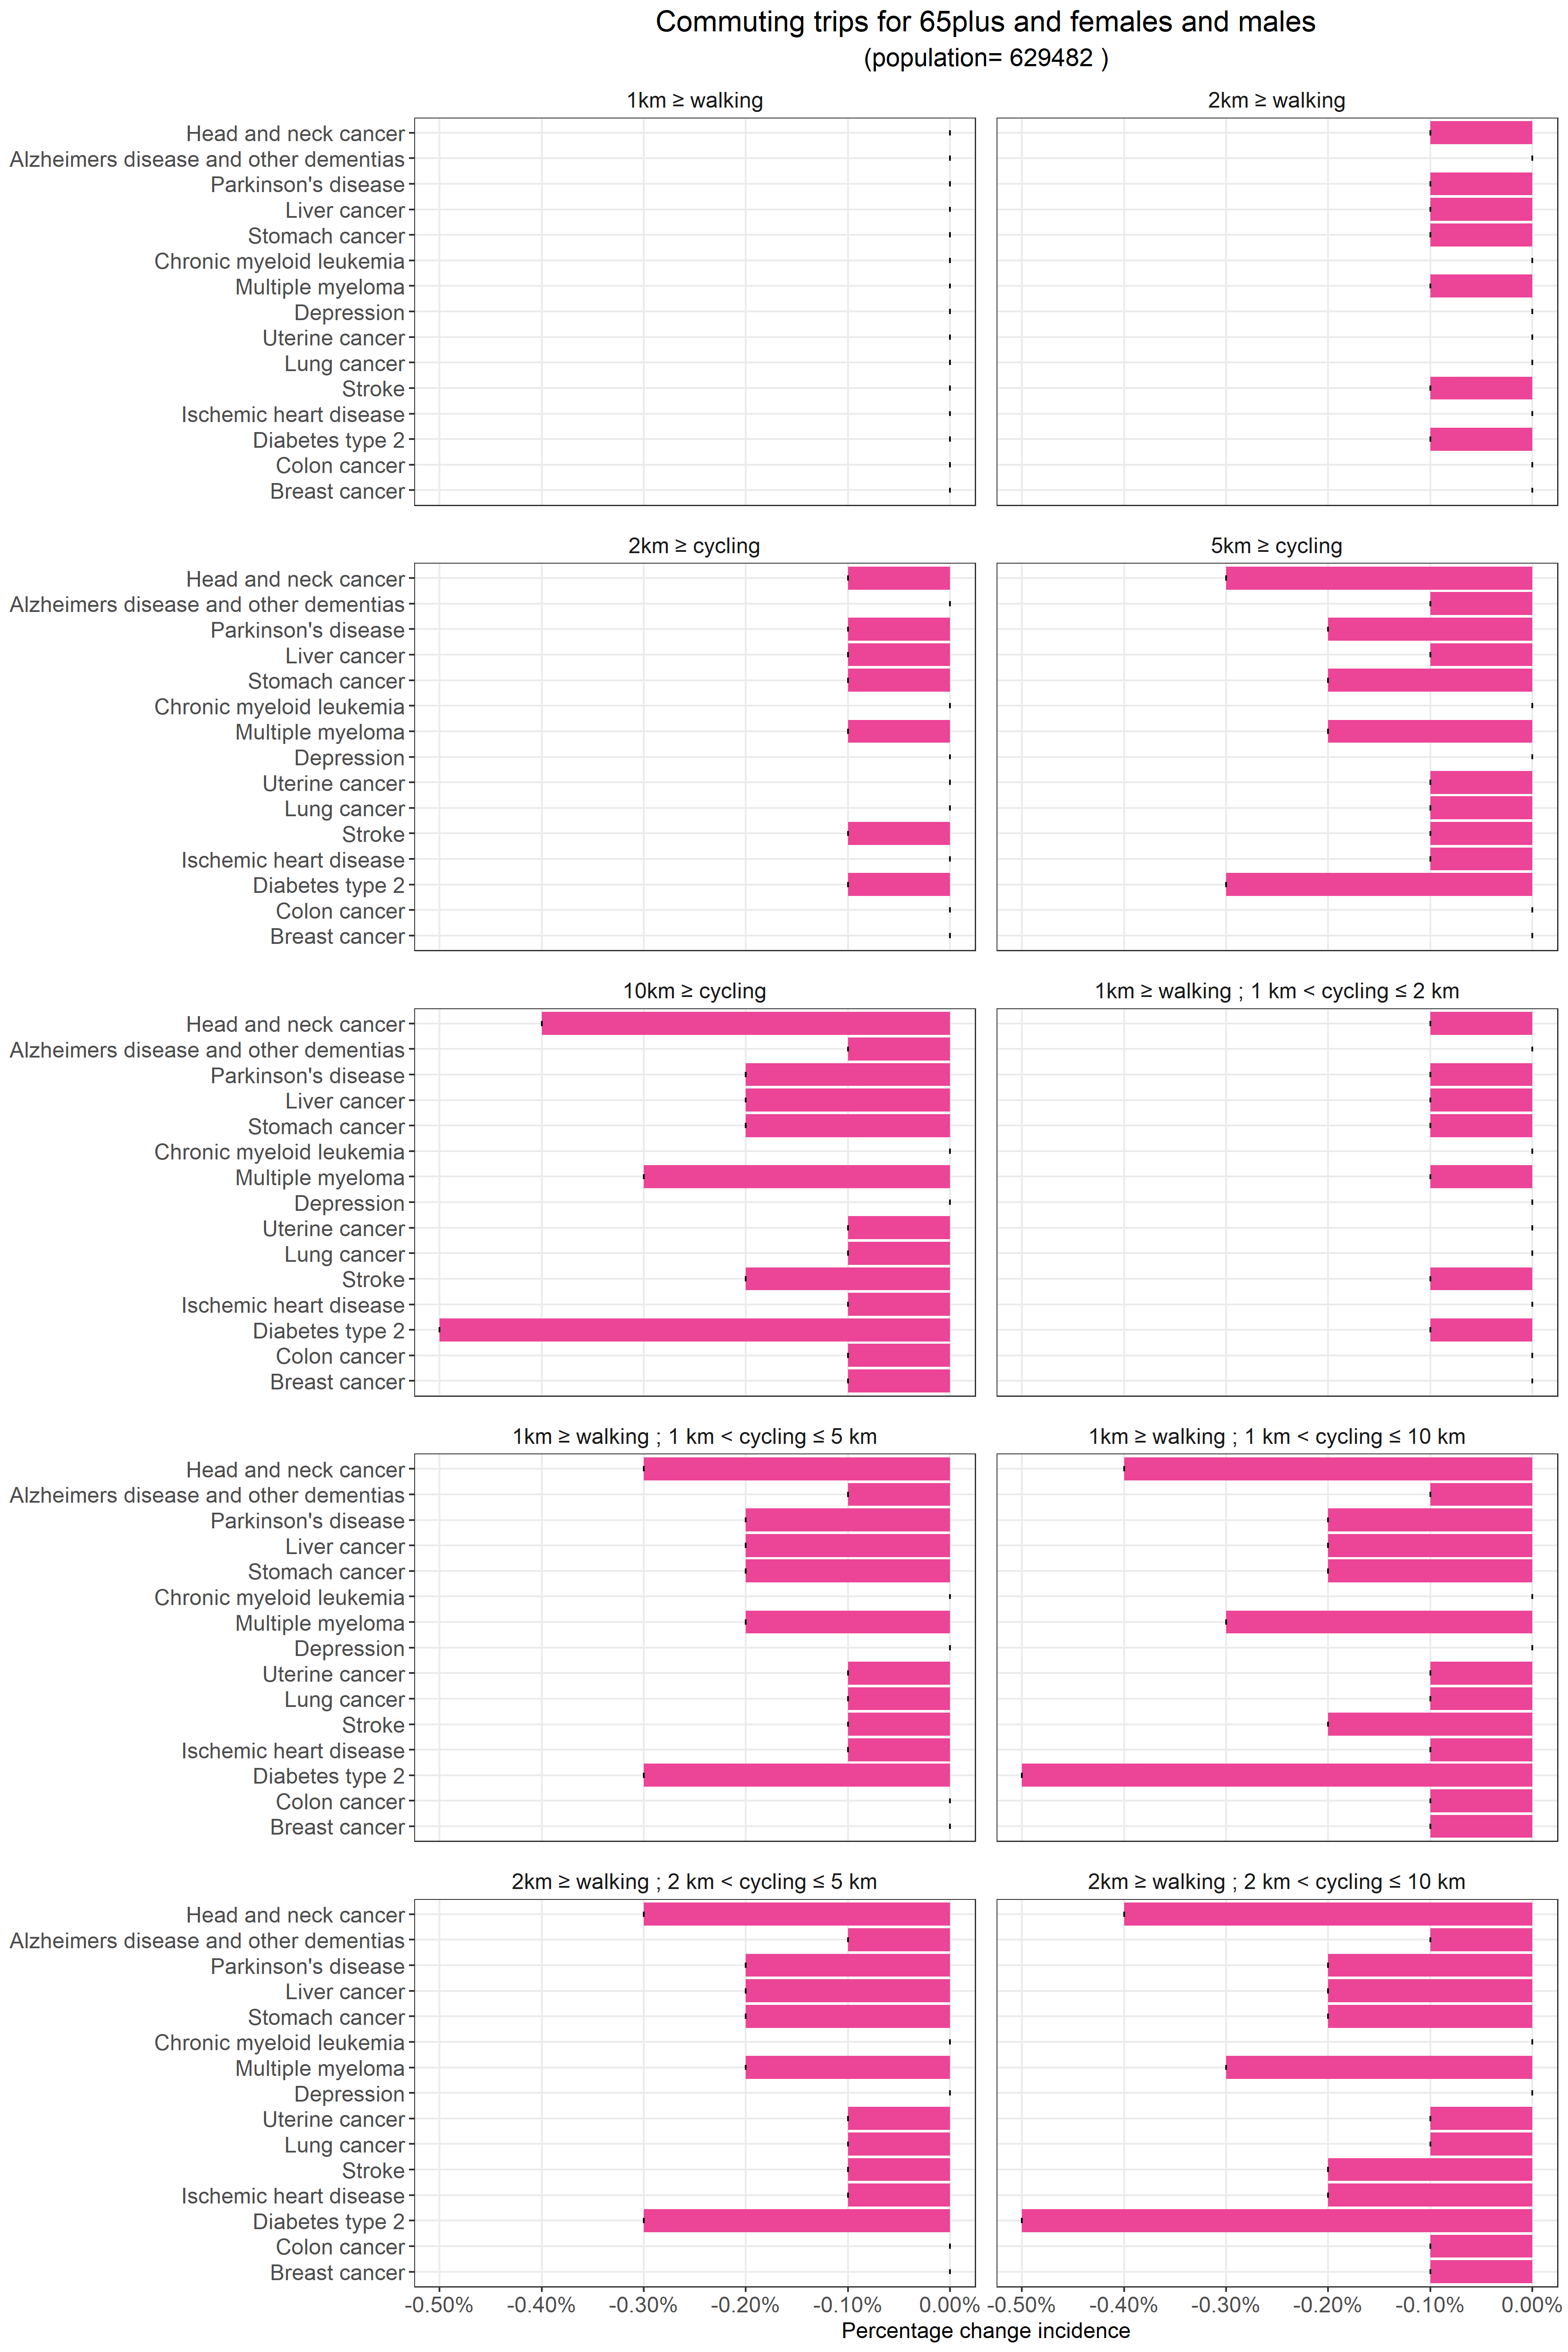 Commuting trips for 65plus and females and males
(population= 629482 )
1km ≥ walking
2km ≥ walking
Head and neck cancer
Alzheimers disease and other dementias
Parkinson's disease
Liver cancer
Stomach cancer
Chronic myeloid leukemia
Multiple myeloma
Depression
Uterine cancer
Lung cancer
Stroke
Ischemic heart disease
Diabetes type 2
Colon cancer
Breast cancer
2km ≥ cycling
5km ≥ cycling
Head and neck cancer
Alzheimers disease and other dementias
Parkinson's disease
Liver cancer
Stomach cancer
Chronic myeloid leukemia
Multiple myeloma
Depression
Uterine cancer
Lung cancer
Stroke
Ischemic heart disease
Diabetes type 2
Colon cancer
Breast cancer
10km ≥ cycling
1km ≥ walking ; 1 km < cycling ≤ 2 km
Head and neck cancer
Alzheimers disease and other dementias
Parkinson's disease
Liver cancer
Stomach cancer
Chronic myeloid leukemia
Multiple myeloma
Depression
Uterine cancer
Lung cancer
Stroke
Ischemic heart disease
Diabetes type 2
Colon cancer
Breast cancer
1km ≥ walking ; 1 km < cycling ≤ 5 km
1km ≥ walking ; 1 km < cycling ≤ 10 km
Head and neck cancer
Alzheimers disease and other dementias
Parkinson's disease
Liver cancer
Stomach cancer
Chronic myeloid leukemia
Multiple myeloma
Depression
Uterine cancer
Lung cancer
Stroke
Ischemic heart disease
Diabetes type 2
Colon cancer
Breast cancer
2km ≥ walking ; 2 km < cycling ≤ 5 km
2km ≥ walking ; 2 km < cycling ≤ 10 km
Head and neck cancer
Alzheimers disease and other dementias
Parkinson's disease
Liver cancer
Stomach cancer
Chronic myeloid leukemia
Multiple myeloma
Depression
Uterine cancer
Lung cancer
Stroke
Ischemic heart disease
Diabetes type 2
Colon cancer
Breast cancer
-0.50% -0.40% -0.30% -0.20% -0.10% 0.00% -0.50% -0.40% -0.30% -0.20% -0.10% 0.00%
Percentage change incidence